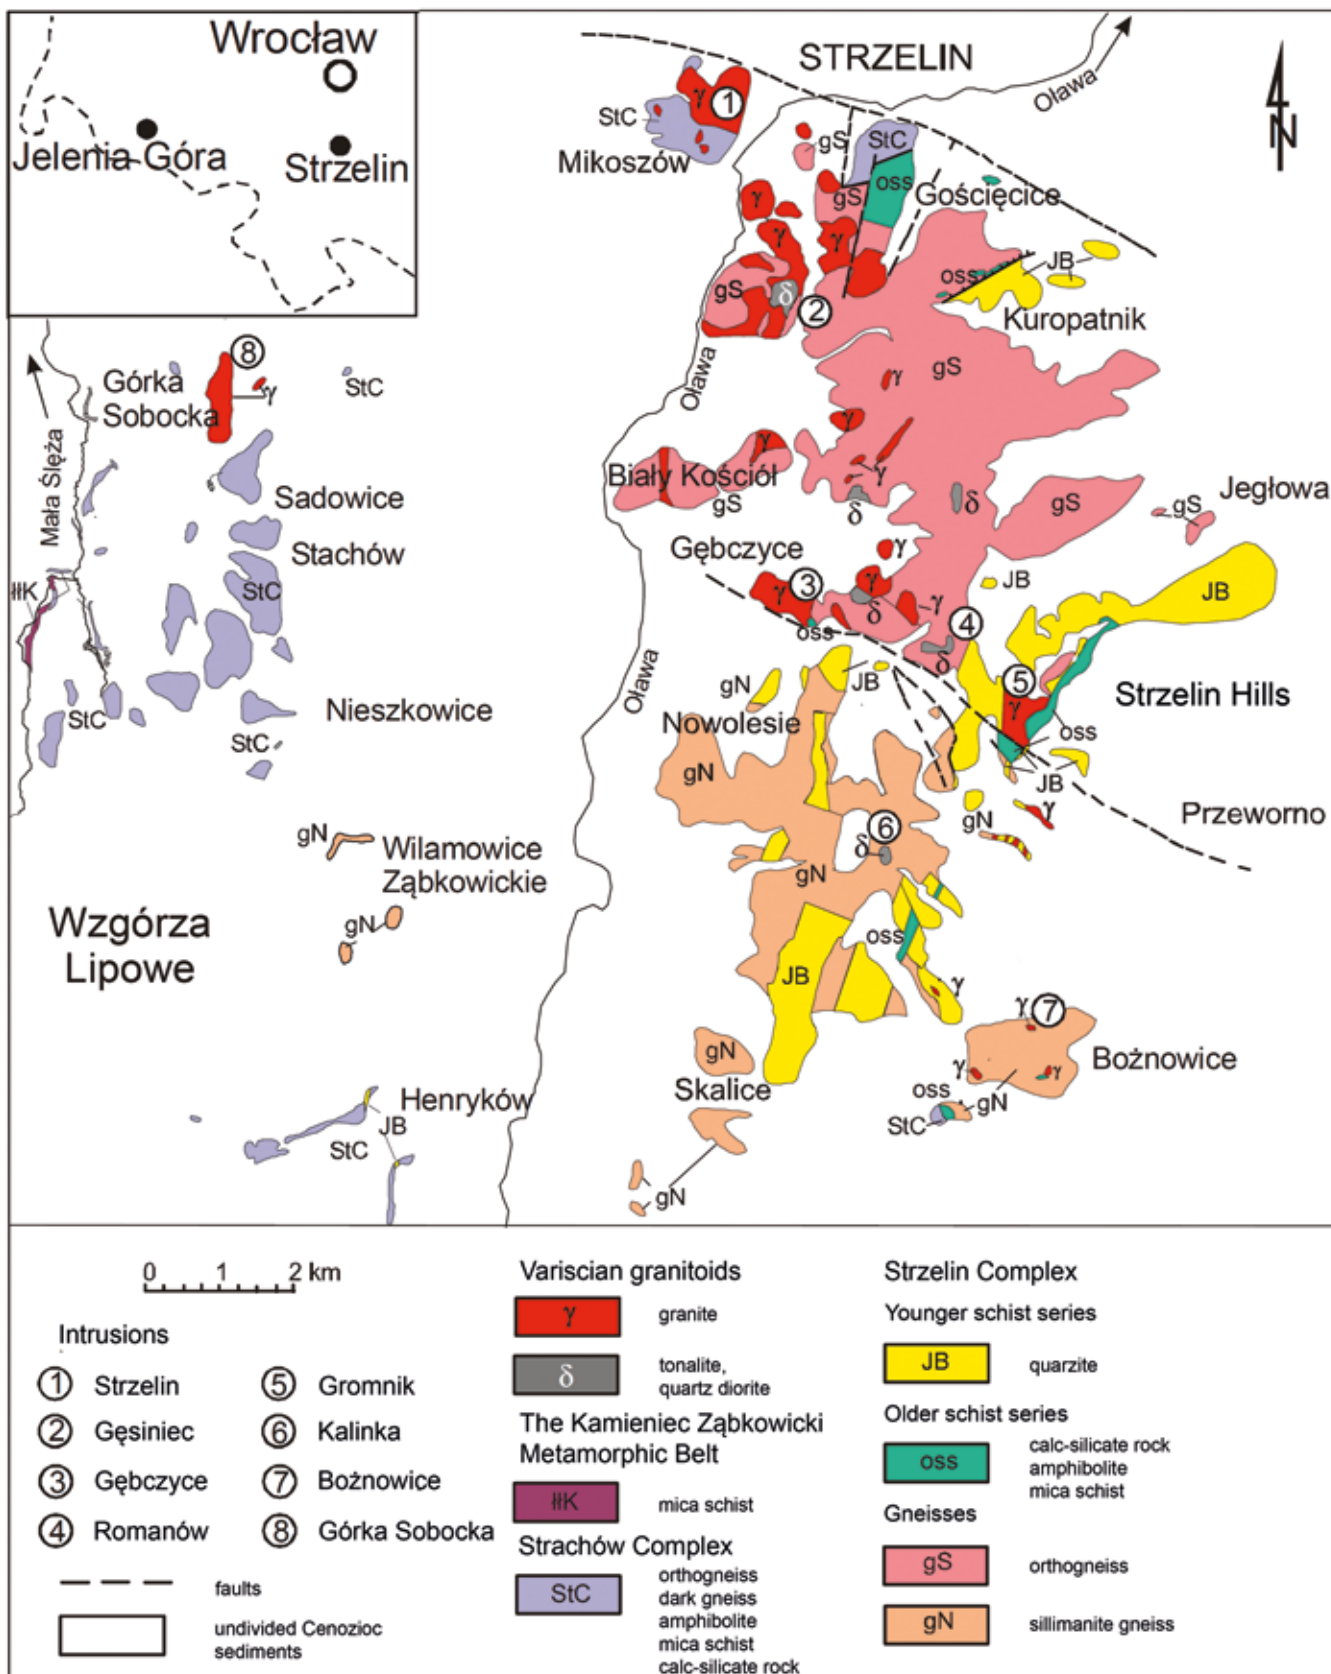 Wrocław
Jelenia Góra
Strzelin
STRZELIN
Oława
N
1
γ
StC
Mikoszów
gS
StC
oss
gS
Gościęcice
γ
γ
γ
gS
δ
2
oss
JB
Kuropatnik
gS
Oława
8
Górka
Sobocka
γ
StC
Mała Ślęża
γ
γ
γ
γ
Biały Kościół
gS
δ
δ
gS
gS
Jegłowa
Sadowice
Stachów
StC
łłK
Gębczyce
γ
3
γ
γ
γ
oss
δ
4
δ
JB
JB
5
γ
Strzelin Hills
oss
JB
Oława
gN
JB
Nowolesie
gN
StC
Nieszkowice
StC
γ
gN
Przeworno
6
δ
gN
gN
Wilamowice
Ząbkowickie
gN
Wzgórza
Lipowe
oss
JB
γ
γ
7
Bożnowice
γ
γ
gN
oss
StC
gN
Skalice
gN
Henryków
JB
StC
0 1 2 km
Intrusions
1 Strzelin
2 Gęsiniec
3 Gębczyce
4 Romanów
5 Gromnik
6 Kalinka
7 Bożnowice
8 Górka Sobocka
faults
undivided Cenozioc
sediments
Variscian granitoids
γ granite
δ tonalite,
quartz diorite
The Kamieniec Ząbkowicki
Metamorphic Belt
łłK mica schist
Strachów Complex
StC orthogneiss
dark gneiss
amphibolite
mica schist
calc-silicate rock
Strzelin Complex
Younger schist series
JB quarzite
Older schist series
oss calc-silicate rock
amphibolite
mica schist
Gneisses
gS orthogneiss
gN sillimanite gneiss